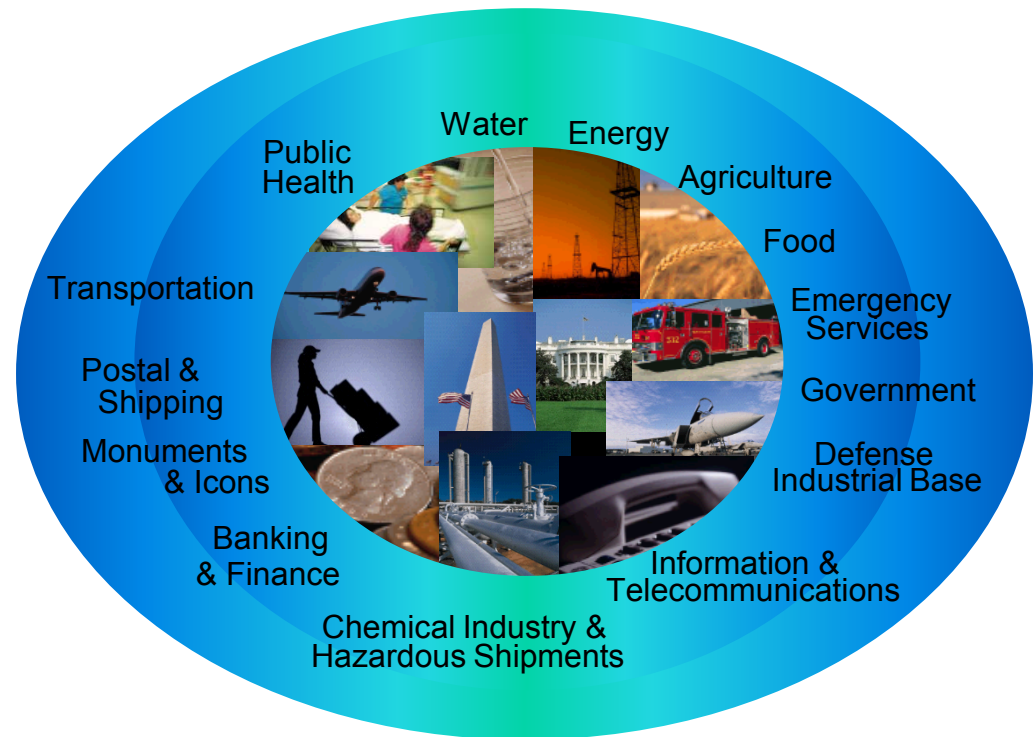 Water
Energy
Public
Health
Agriculture
Food
Transportation
Emergency
Services
Postal &
Shipping
Government
Monuments
& Icons
Defense
Industrial Base
Banking
& Finance
Information &
Telecommunications
Chemical Industry &
Hazardous Shipments